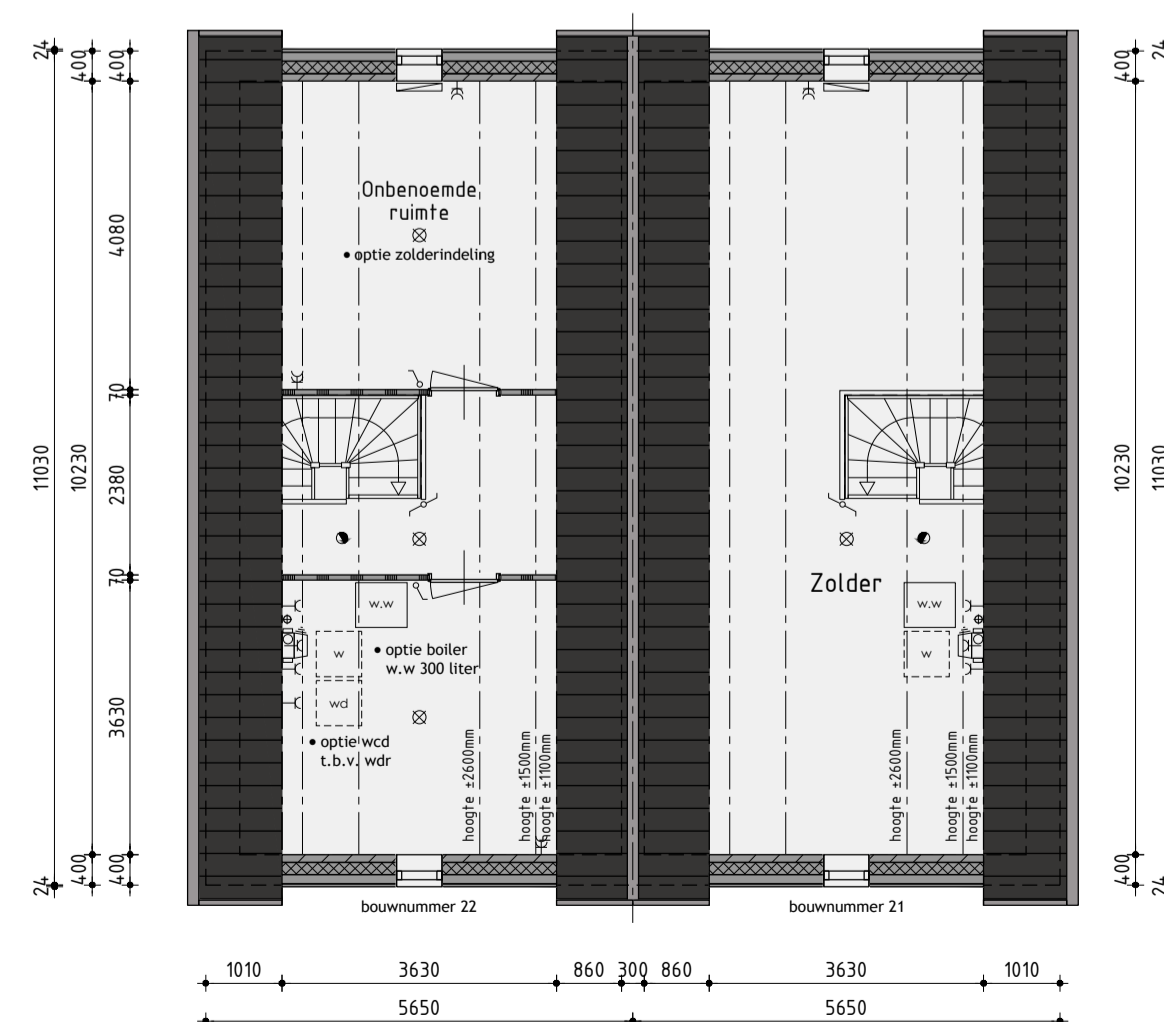 24
400
400
24
400
Onbenoemde
ruimte
• optie zolderindeling
4080
70
11030
10230
2380
10230
11030
70
Zolder
w.w
w.w
• optie boiler
w.w 300 liter
w
w
wd
3630
• optie wcd
t.b.v. wdr
hoogte ±2600mm
hoogte ±1500mm
hoogte ±1100mm
hoogte ±2600mm
hoogte ±1500mm
hoogte ±1100mm
24
400
400
400
24
bouwnummer 22
bouwnummer 21
1010
3630
860
300
860
3630
1010
5650
5650